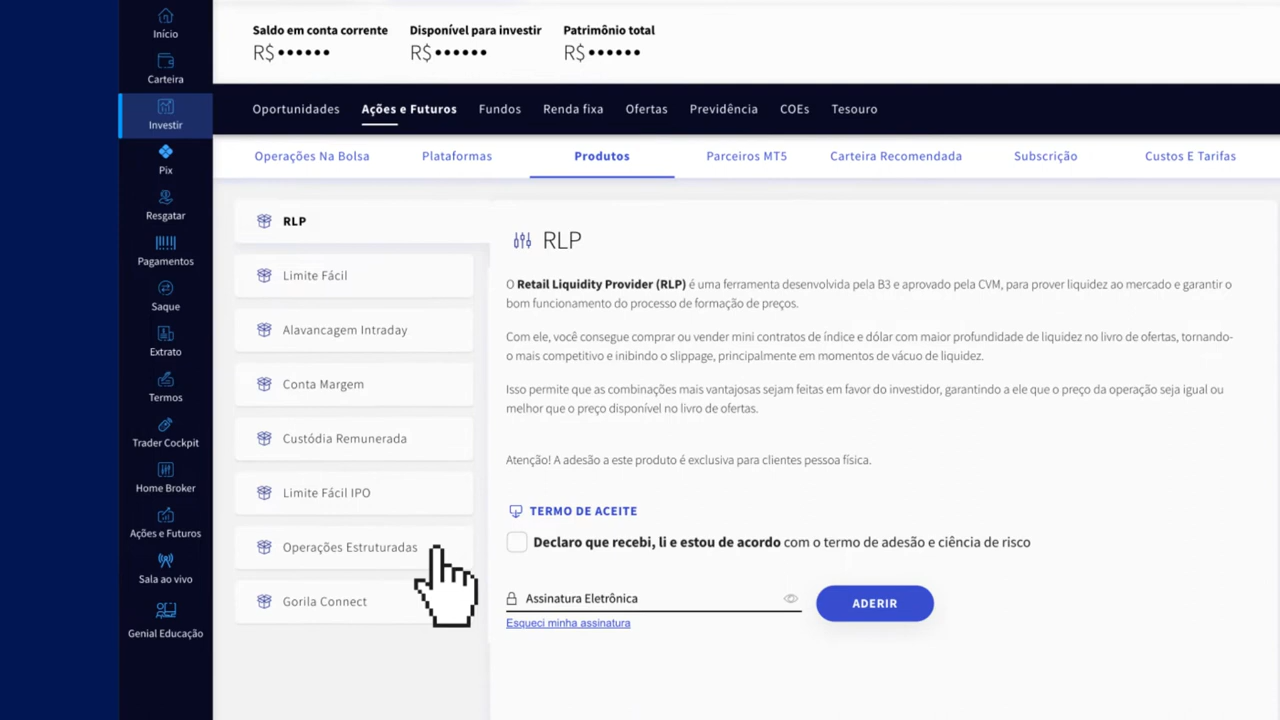 Início
Carteira
Investir
Pix
Resgatar
Pagamentos
Saque
Extrato
Termos
Trader Cockpit
Home Broker
Ações e Futuros
Sala ao vivo
Genial Educação
Saldo em conta corrente Disponível para investir Patrimônio total
R$•••••• R$•••••• R$••••••
Oportunidades Ações e Futuros Fundos Renda fixa Ofertas Previdência COEs Tesouro
Operações Na Bolsa Plataformas Produtos Parceiros MT5 Carteira Recomendada Subscrição Custos E Tarifas
RLP
Limite Fácil
Alavancagem Intraday
Conta Margem
Custódia Remunerada
Limite Fácil IPO
Operações Estruturadas
Gorila Connect
RLP
O Retail Liquidity Provider (RLP) é uma ferramenta desenvolvida pela B3 e aprovado pela CVM, para prover liquidez ao mercado e garantir o
bom funcionamento do processo de formação de preços.
Com ele, você consegue comprar ou vender mini contratos de índice e dólar com maior profundidade de liquidez no livro de ofertas, tornando-
o mais competitivo e inibindo o slippage, principalmente em momentos de vácuo de liquidez.
Isso permite que as combinações mais vantajosas sejam feitas em favor do investidor, garantindo a ele que o preço da operação seja igual ou
melhor que o preço disponível no livro de ofertas.
Atenção! A adesão a este produto é exclusiva para clientes pessoa física.
TERMO DE ACEITE
Declaro que recebi, li e estou de acordo com o termo de adesão e ciência de risco
Assinatura Eletrônica
ADERIR
Esqueci minha assinatura